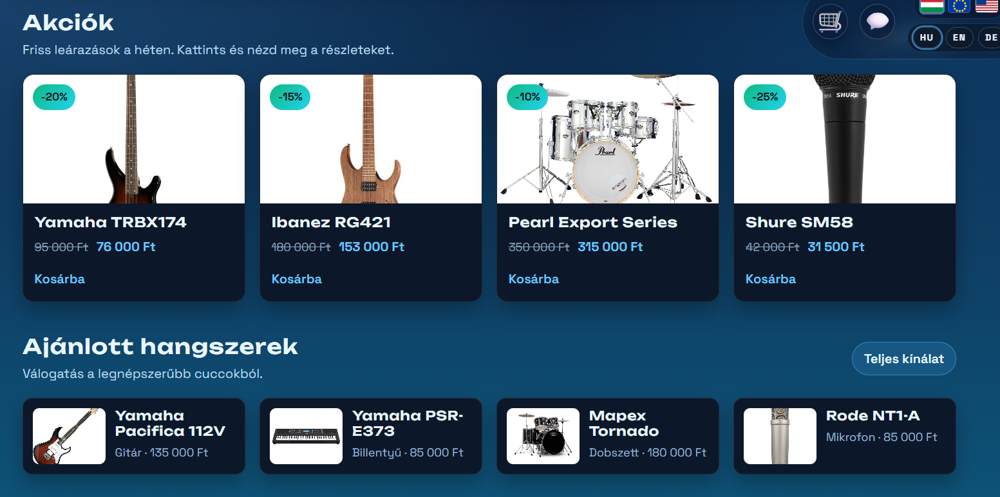 Akciók
Friss leárazások a héten. Kattints és nézd meg a részleteket.
HU EN DE
-20%
-15%
-10%
-25%
Pearl
SM58 SHURE
Yamaha TRBX174
95 000 Ft 76 000 Ft
Kosárba
Ibanez RG421
180 000 Ft 153 000 Ft
Kosárba
Pearl Export Series
350 000 Ft 315 000 Ft
Kosárba
Shure SM58
42 000 Ft 31 500 Ft
Kosárba
Ajánlott hangszerek
Válogatás a legnépszerűbb cuccokból.
Teljes kínálat
Yamaha
Pacifica 112V
Gitár · 135 000 Ft
Yamaha PSR-
E373
Billentyű · 85 000 Ft
Mapex
Tornado
Dobszett · 180 000 Ft
Rode NT1-A
Mikrofon · 85 000 Ft